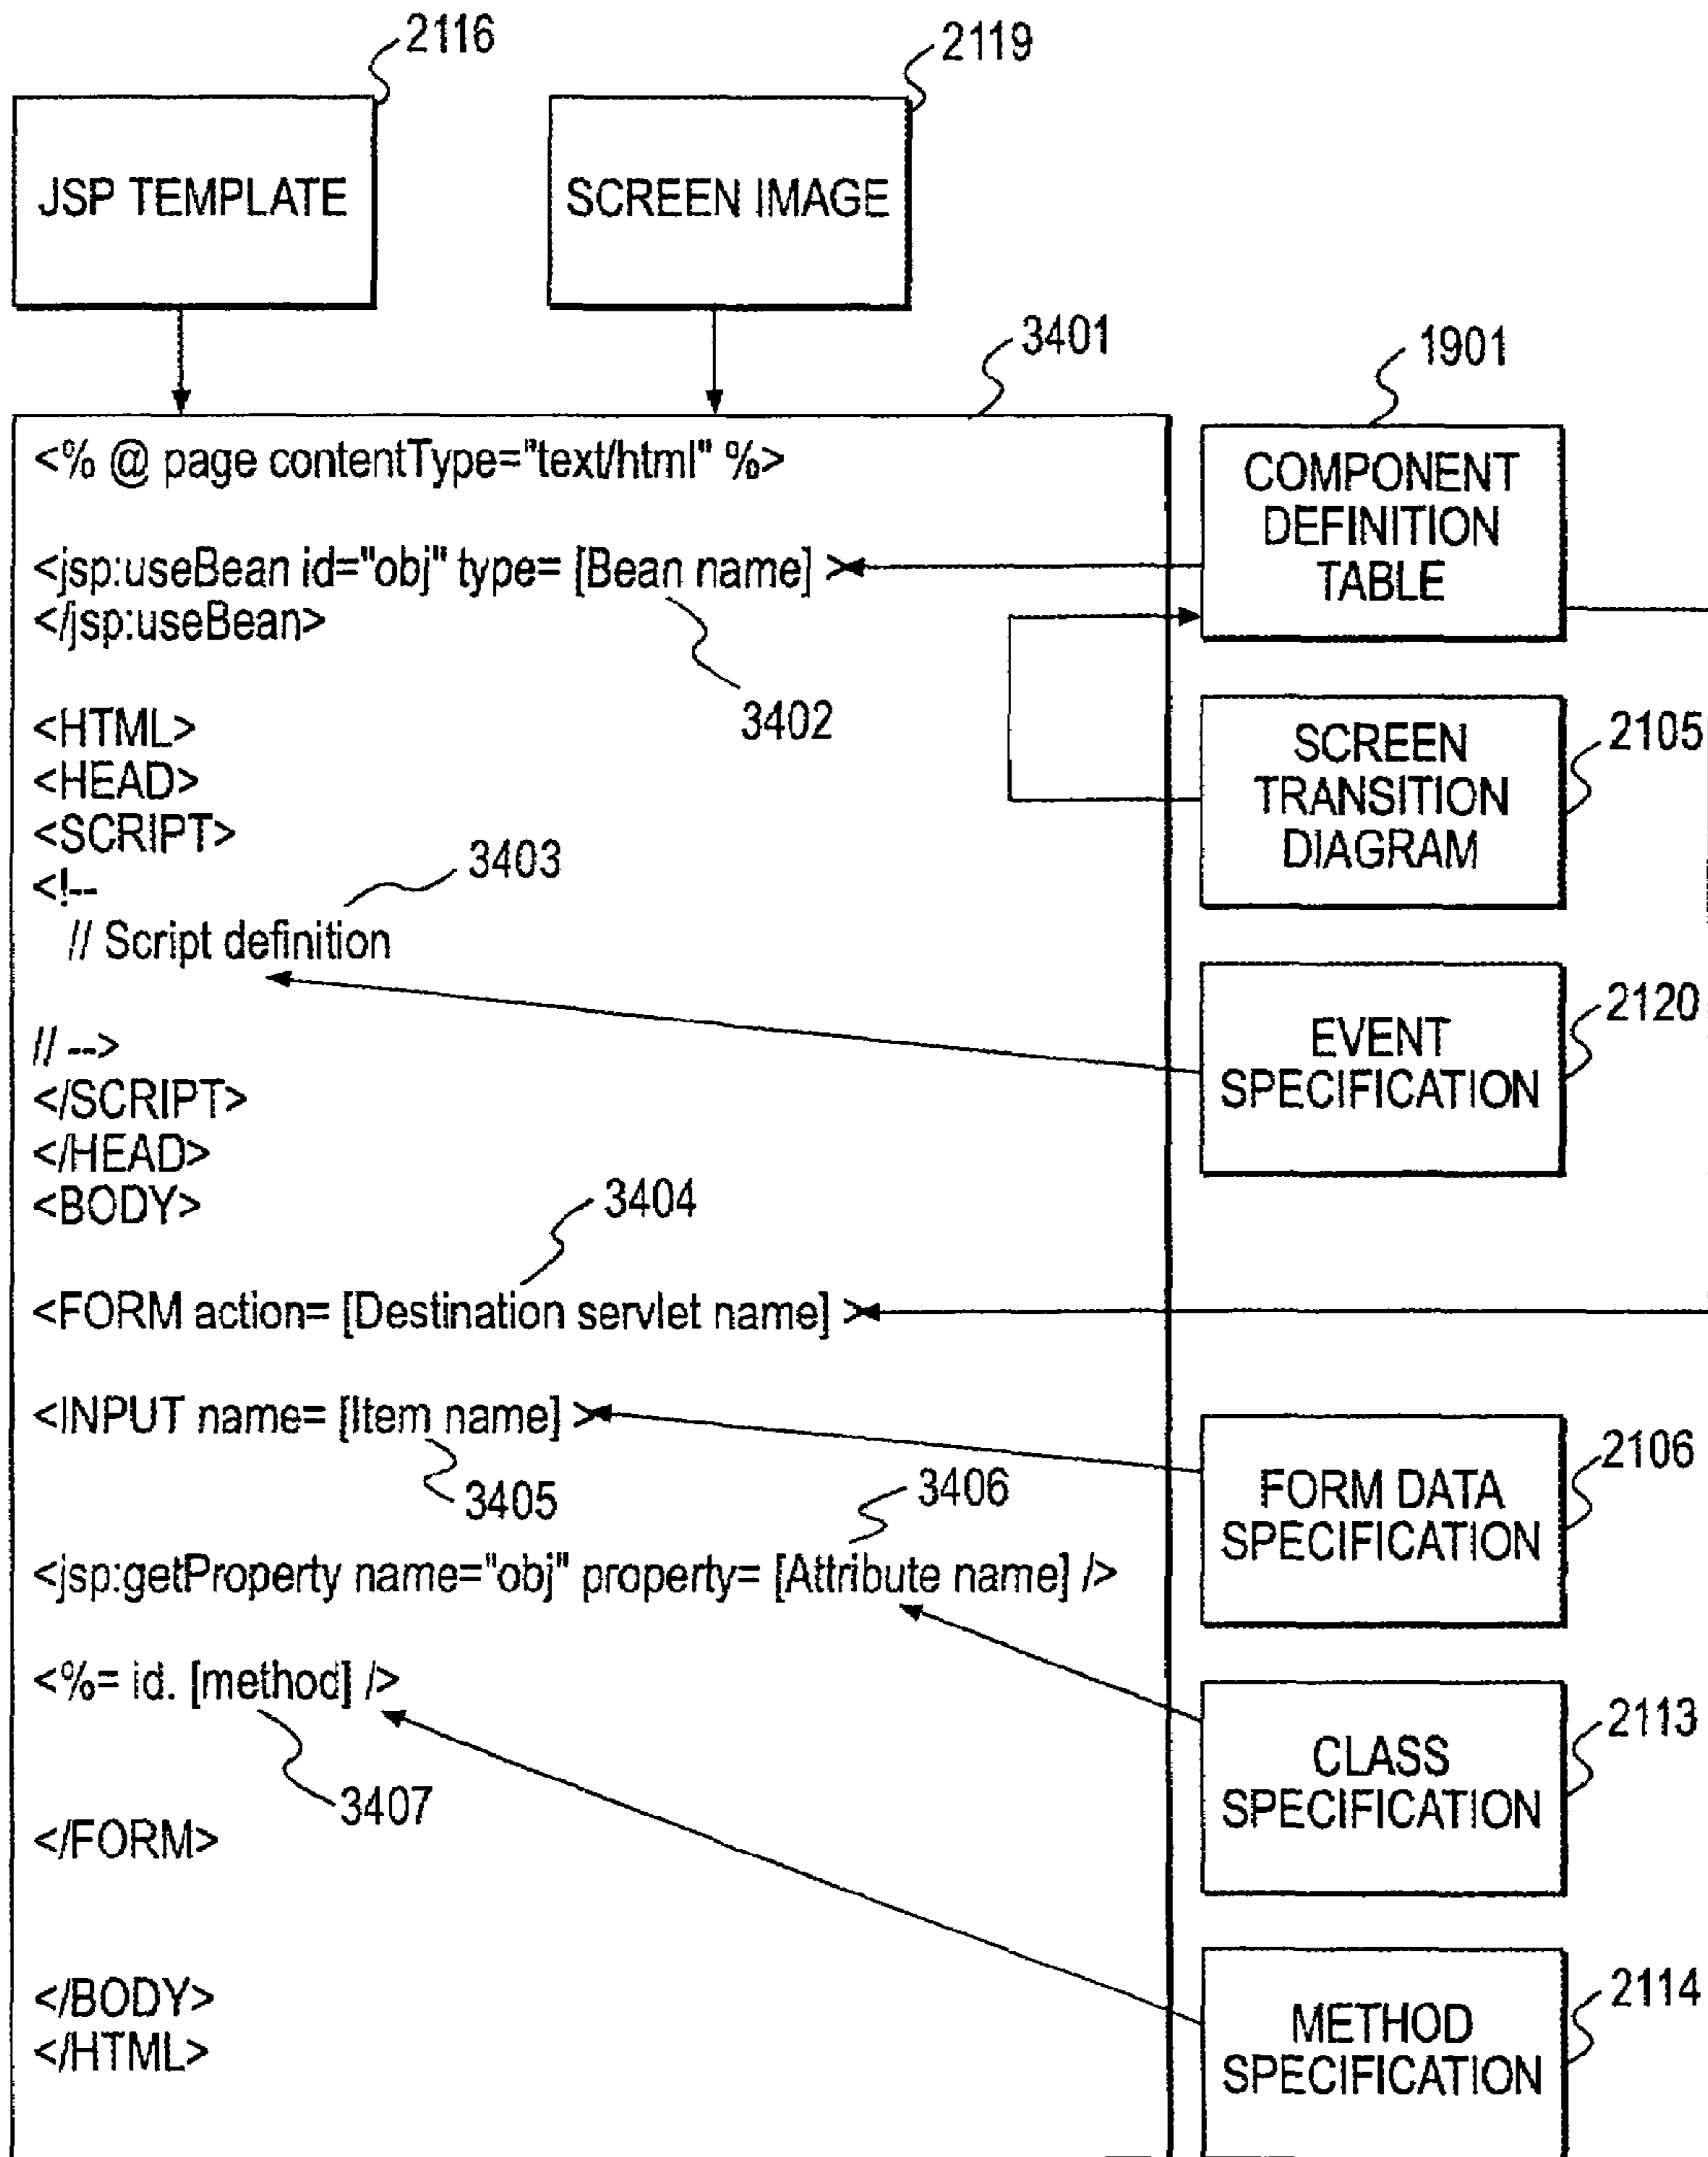 2116
2119
JSP TEMPLATE
SCREEN IMAGE
3401
1901
<% @ page contentType="text/html" %>
<jsp:useBean id="obj" type= [Bean name] >
</jsp:useBean>
3402
COMPONENT
DEFINITION
TABLE
<HTML>
<HEAD>
<SCRIPT>
<!--
3403
// Script definition
SCREEN
TRANSITION
DIAGRAM
2105
// -->
</SCRIPT>
</HEAD>
<BODY>
EVENT
SPECIFICATION
2120
3404
<FORM action= [Destination servlet name] >
<INPUT name= [Item name] >
3405
3406
FORM DATA
SPECIFICATION
2106
<jsp:getProperty name="obj" property= [Attribute name] />
<%= id. [method] />
3407
CLASS
SPECIFICATION
2113
</FORM>
</BODY>
</HTML>
METHOD
SPECIFICATION
2114